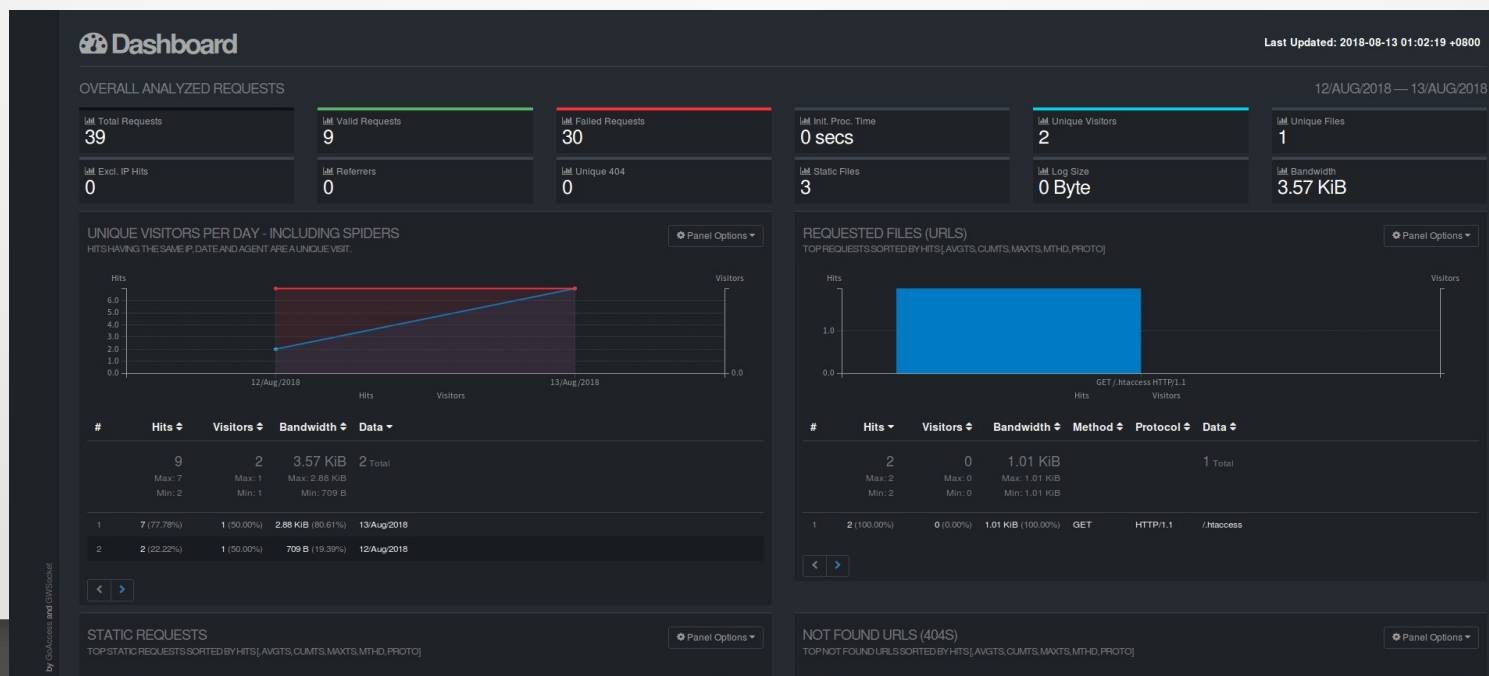 Dashboard
Last Updated: 2018-08-13 01:02:19 +0800
OVERALL ANALYZED REQUESTS
12/AUG/2018 — 13/AUG/2018
Total Requests
39
Valid Requests
9
Failed Requests
30
Init. Proc. Time
0 secs
Unique Visitors
2
Unique Files
1
Excl. IP Hits
0
Referrers
0
Unique 404
0
Static Files
3
Log Size
0 Byte
Bandwidth
3.57 KiB
UNIQUE VISITORS PER DAY - INCLUDING SPIDERS
HITS HAVING THE SAME IP, DATE AND AGENT ARE A UNIQUE VISIT.
Panel Options
Hits
Visitors
6.0
5.0
4.0
3.0
2.0
1.0
0.0
0.0
12/Aug/2018
13/Aug/2018
Hits Visitors
# Hits Visitors Bandwidth Data
9 2 3.57 KiB 2 Total
Max: 7 Max: 1 Max: 2.88 KiB
Min: 2 Min: 1 Min: 709 B
1 7 (77.78%) 1 (50.00%) 2.88 KiB (80.61%) 13/Aug/2018
2 2 (22.22%) 1 (50.00%) 709 B (19.39%) 12/Aug/2018
REQUESTED FILES (URLS)
TOP REQUESTS SORTED BY HITS [, AVGTS, CUMTS, MAXTS, MTHD, PROTO]
Panel Options
Hits
Visitors
1.0
0.0
GET /.htaccess HTTP/1.1
Hits Visitors
# Hits Visitors Bandwidth Method Protocol Data
2 0 1.01 KiB 1 Total
Max: 2 Max: 0 Max: 1.01 KiB
Min: 2 Min: 0 Min: 1.01 KiB
1 2 (100.00%) 0 (0.00%) 1.01 KiB (100.00%) GET HTTP/1.1 /.htaccess
STATIC REQUESTS
TOP STATIC REQUESTS SORTED BY HITS [, AVGTS, CUMTS, MAXTS, MTHD, PROTO]
Panel Options
NOT FOUND URLS (404S)
TOP NOT FOUND URLS SORTED BY HITS [, AVGTS, CUMTS, MAXTS, MTHD, PROTO]
Panel Options
by GoAccess and GWSocket